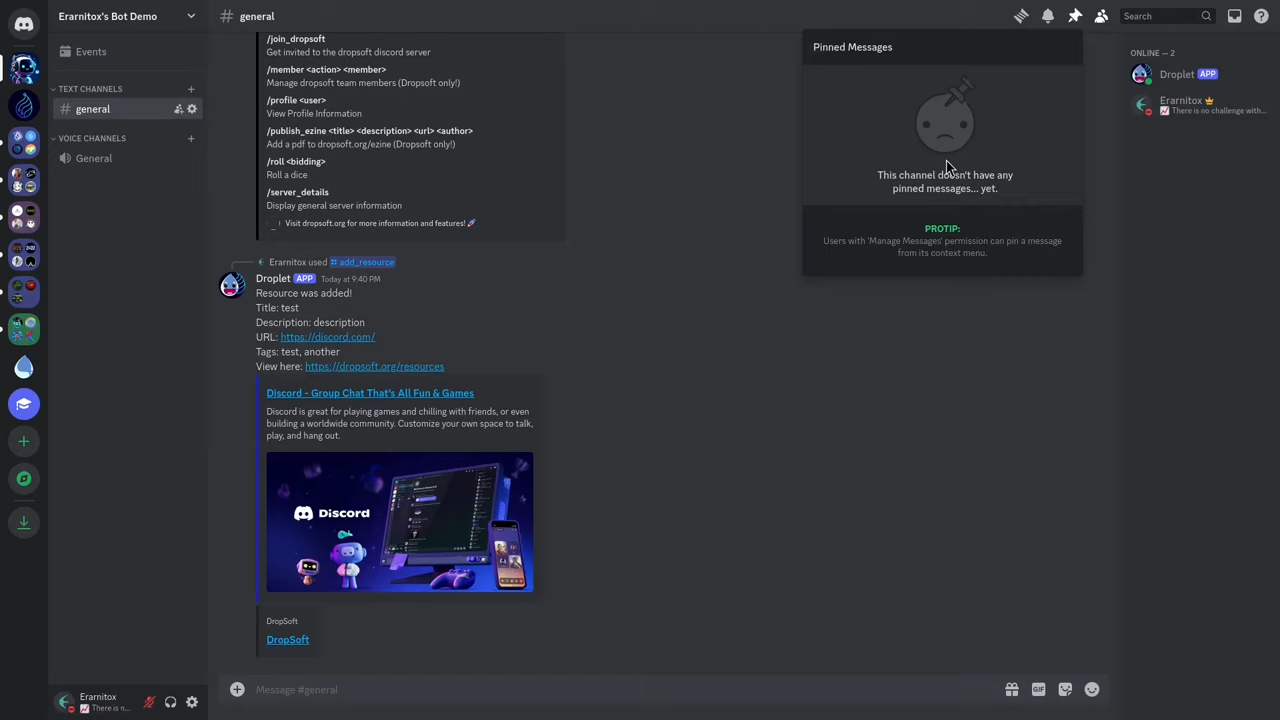 Erarnitox's Bot Demo
Events
TEXT CHANNELS
general
VOICE CHANNELS
General
Erarnitox
There is n...
general
Search
/join_dropsoft
Get invited to the dropsoft discord server
/member <action> <member>
Manage dropsoft team members (Dropsoft only!)
/profile <user>
View Profile Information
/publish_ezine <title> <description> <url> <author>
Add a pdf to dropsoft.org/ezine (Dropsoft only!)
/roll <bidding>
Roll a dice
/server_details
Display general server information
Visit dropsoft.org for more information and features! 🚀
Erarnitox used add_resource
Droplet APP Today at 9:40 PM
Resource was added!
Title: test
Description: description
URL: https://discord.com/
Tags: test, another
View here: https://dropsoft.org/resources
Discord - Group Chat That's All Fun & Games
Discord is great for playing games and chilling with friends, or even
building a worldwide community. Customize your own space to talk,
play, and hang out.
Discord
DropSoft
DropSoft
Message #general
GIF
Pinned Messages
This channel doesn't have any
pinned messages... yet.
PROTIP:
Users with 'Manage Messages' permission can pin a message
from its context menu.
ONLINE — 2
Droplet APP
Erarnitox
There is no challenge with...